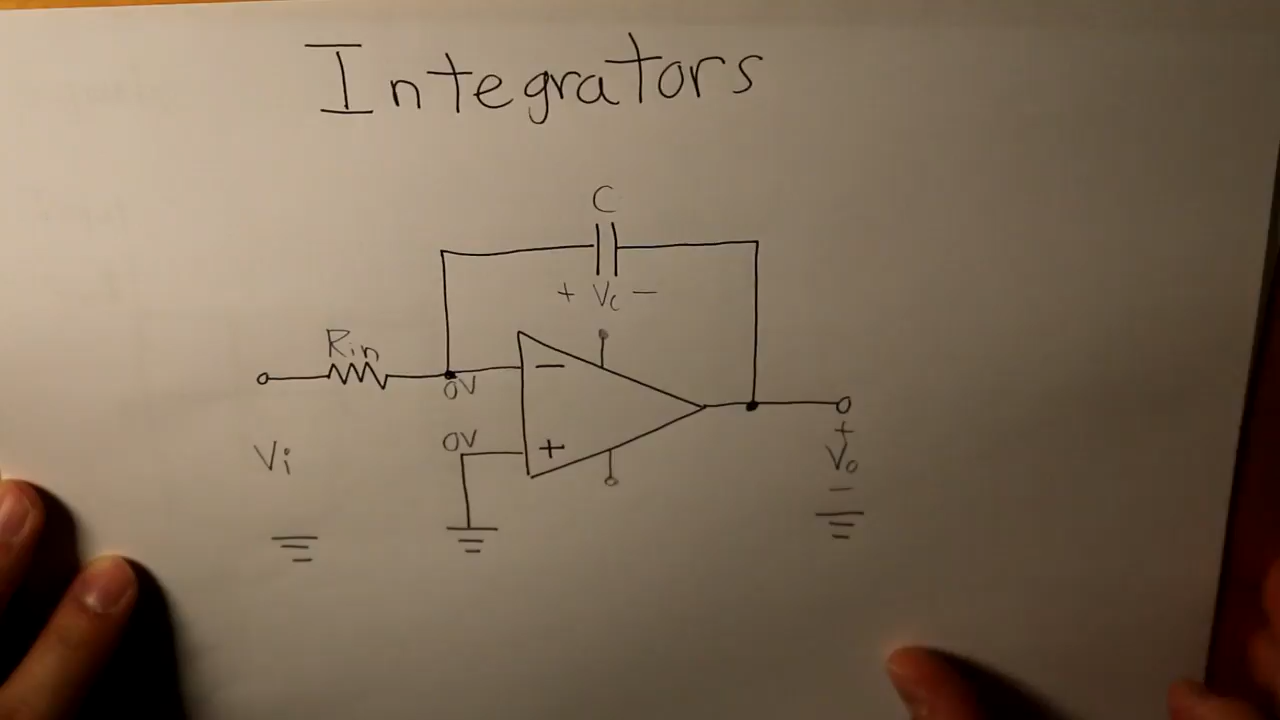 Integrators
C
+ Vc −
Rin
0V
−
0V
+
Vi
+
Vo
−